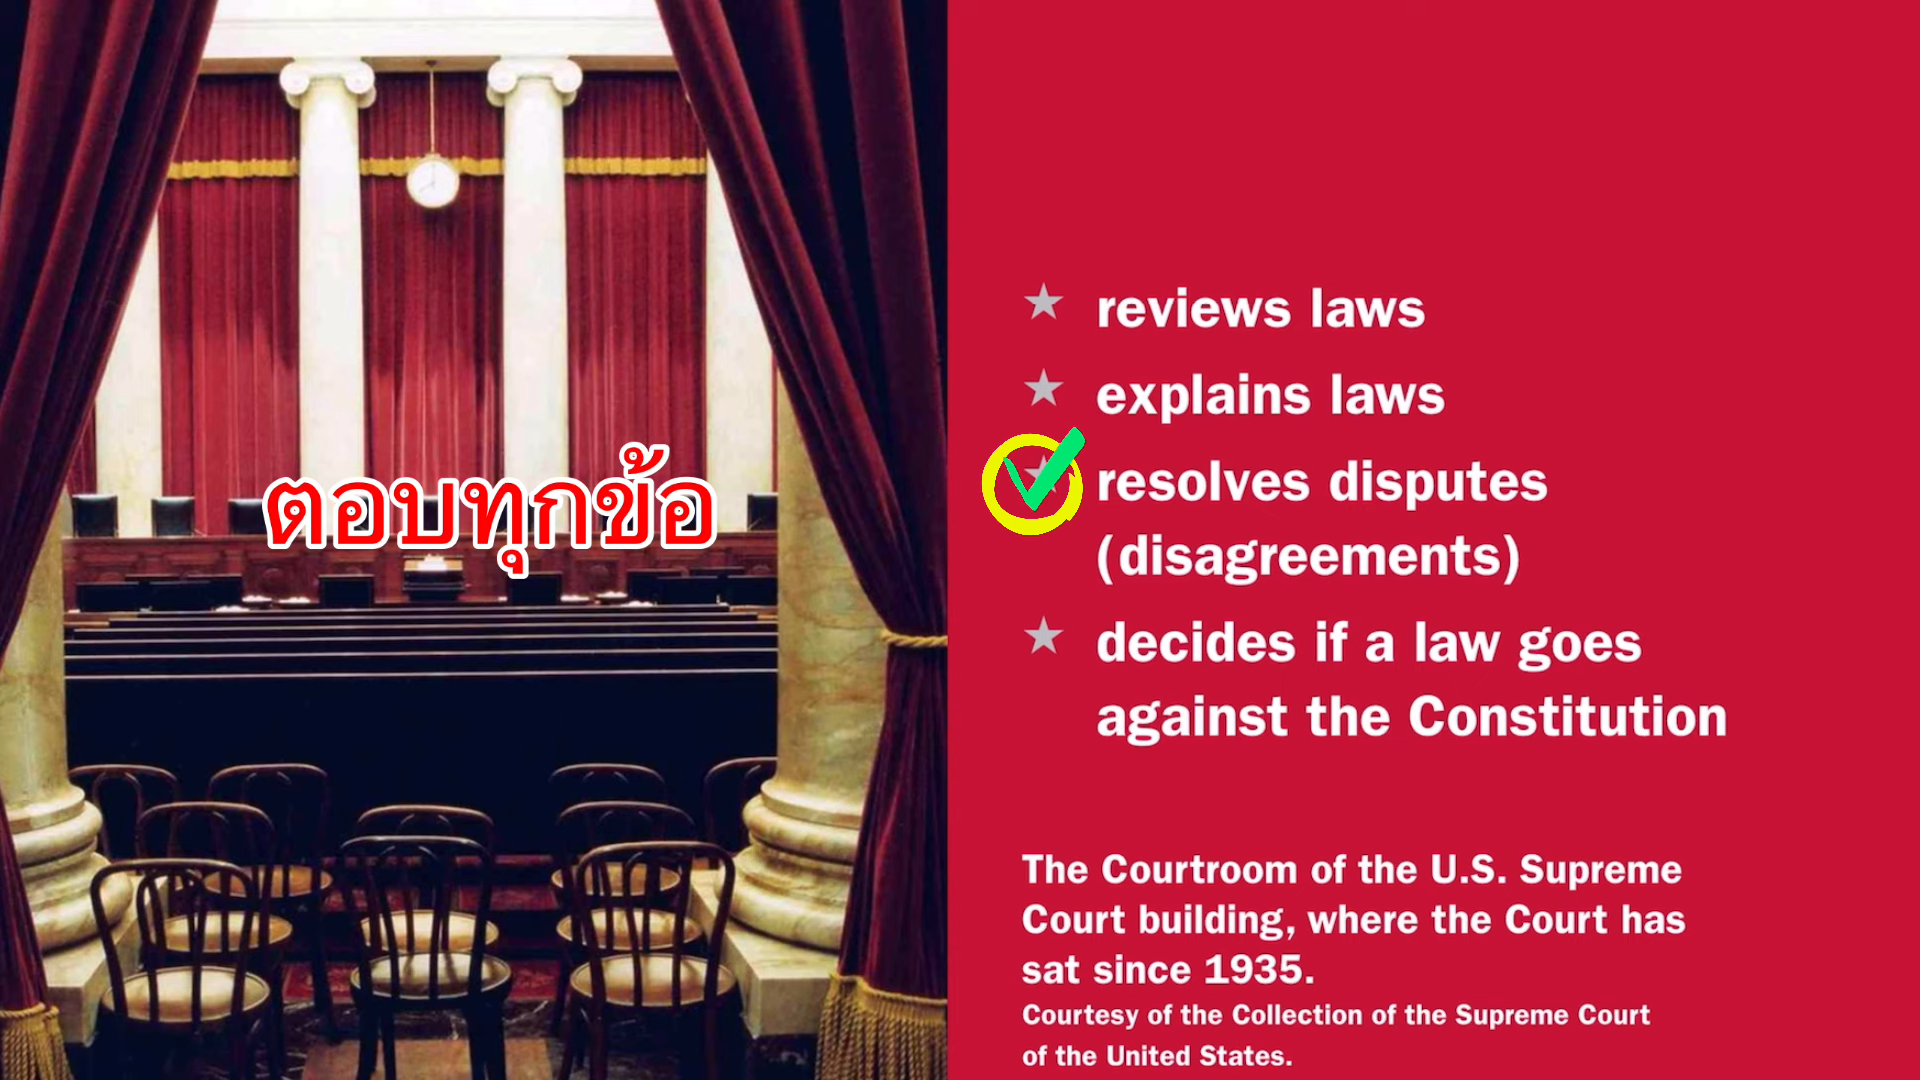 ตอบทุกข้อ
★ reviews laws
★ explains laws
★ resolves disputes
(disagreements)
★ decides if a law goes
against the Constitution
The Courtroom of the U.S. Supreme
Court building, where the Court has
sat since 1935.
Courtesy of the Collection of the Supreme Court
of the United States.